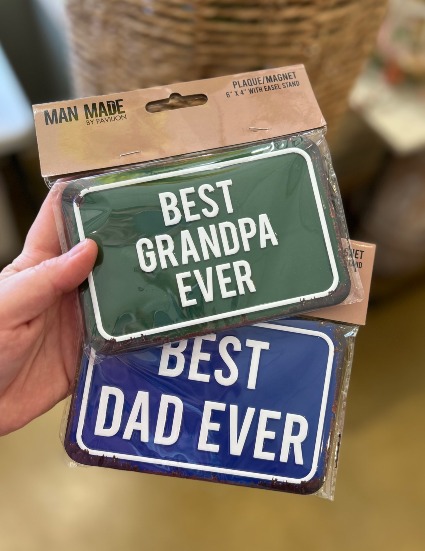 MAN MADE
BY PAVILION
PLAQUE/MAGNET
6" X 4" WITH EASEL STAND
BEST
GRANDPA
EVER
BEST
DAD EVER